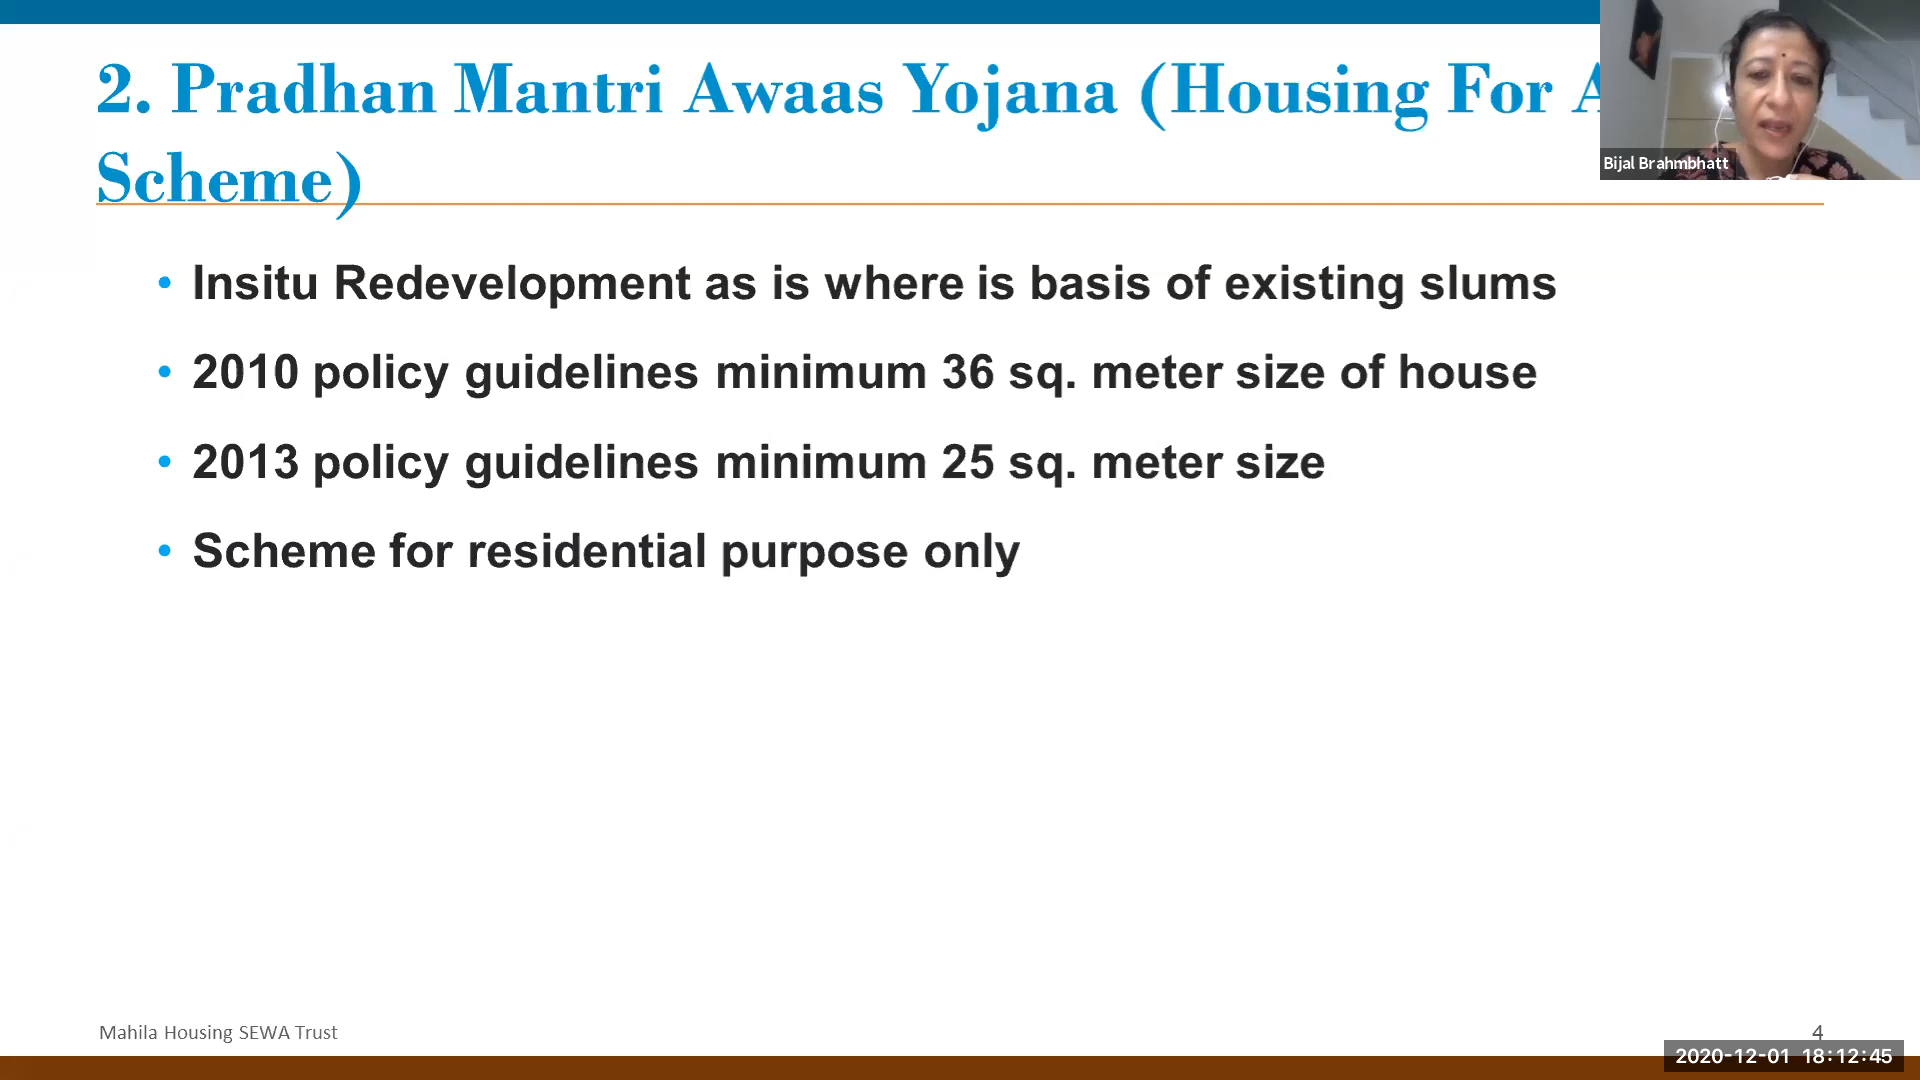 2. Pradhan Mantri Awaas Yojana (Housing For
Scheme)
• Insitu Redevelopment as is where is basis of existing slums
• 2010 policy guidelines minimum 36 sq. meter size of house
• 2013 policy guidelines minimum 25 sq. meter size
• Scheme for residential purpose only
Bijal Brahmbhatt
Mahila Housing SEWA Trust
4
2020-12-01 18:12:45